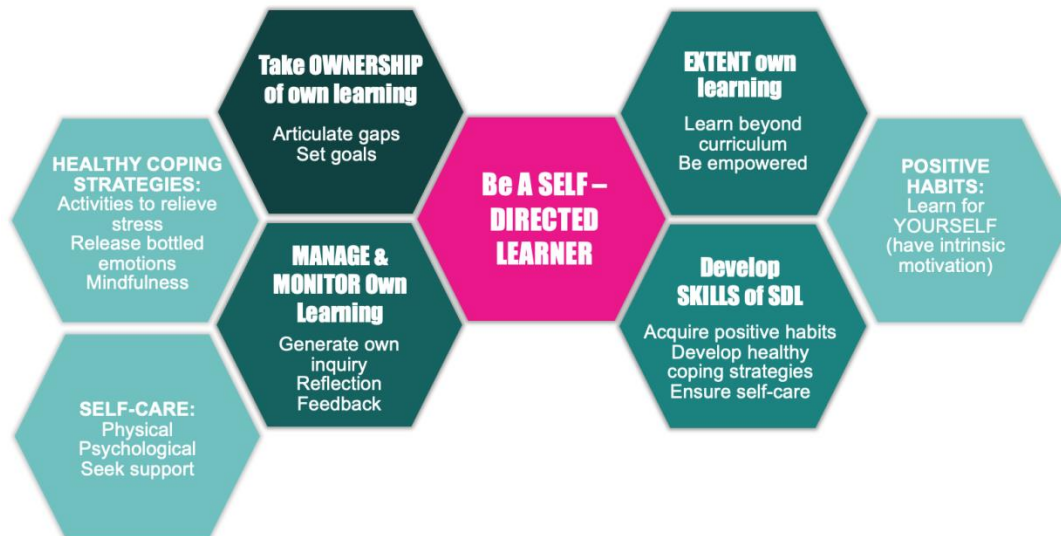 Take OWNERSHIP
of own learning
Articulate gaps
Set goals
EXTENT own
learning
Learn beyond
curriculum
Be empowered
HEALTHY COPING
STRATEGIES:
Activities to relieve
stress
Release bottled
emotions
Mindfulness
Be A SELF –
DIRECTED
LEARNER
POSITIVE
HABITS:
Learn for
YOURSELF
(have intrinsic
motivation)
MANAGE &
MONITOR Own
Learning
Generate own
inquiry
Reflection
Feedback
Develop
SKILLS of SDL
Acquire positive habits
Develop healthy
coping strategies
Ensure self-care
SELF-CARE:
Physical
Psychological
Seek support